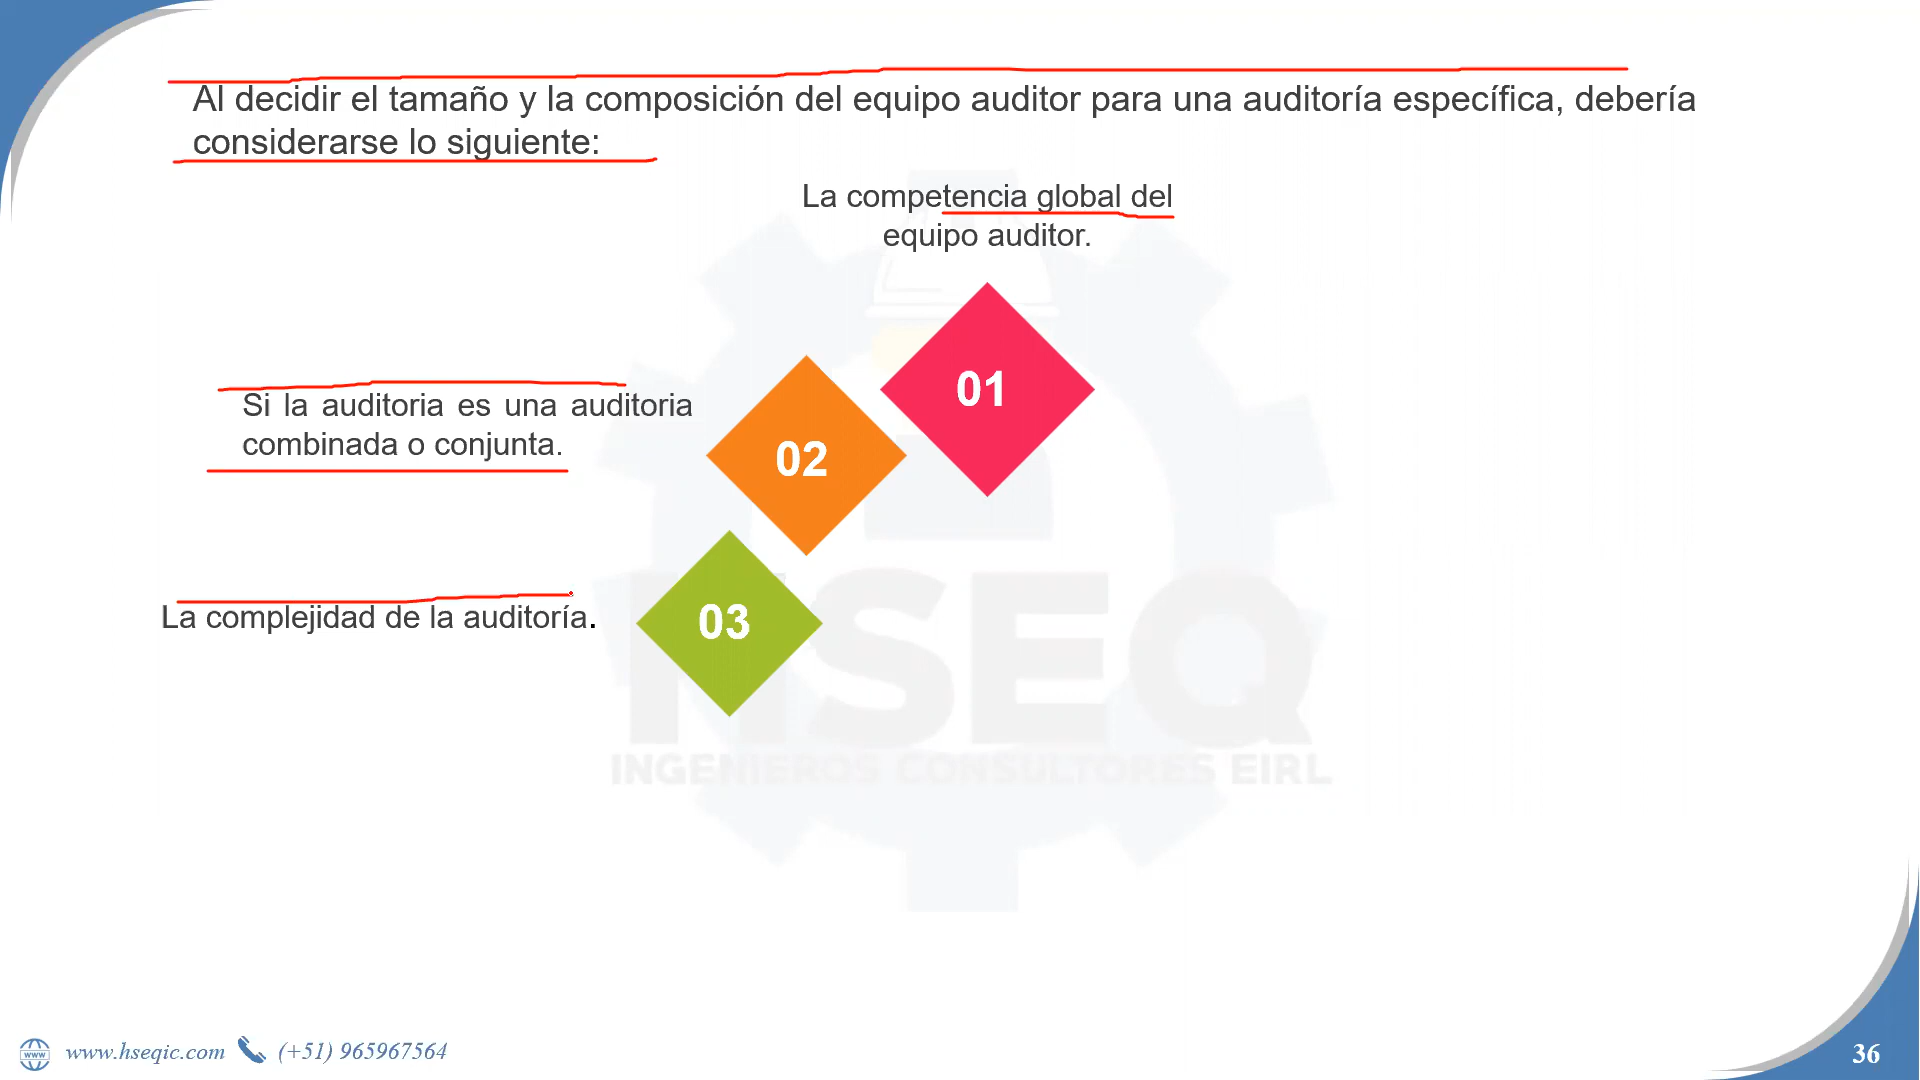 Al decidir el tamaño y la composición del equipo auditor para una auditoría específica, debería
considerarse lo siguiente:
La competencia global del
equipo auditor.
01
Si la auditoria es una auditoria
combinada o conjunta.
02
La complejidad de la auditoría.
03
HSEQ
INGENIEROS CONSULTORES EIRL
www
www.hseqic.com
(+51) 965967564
36